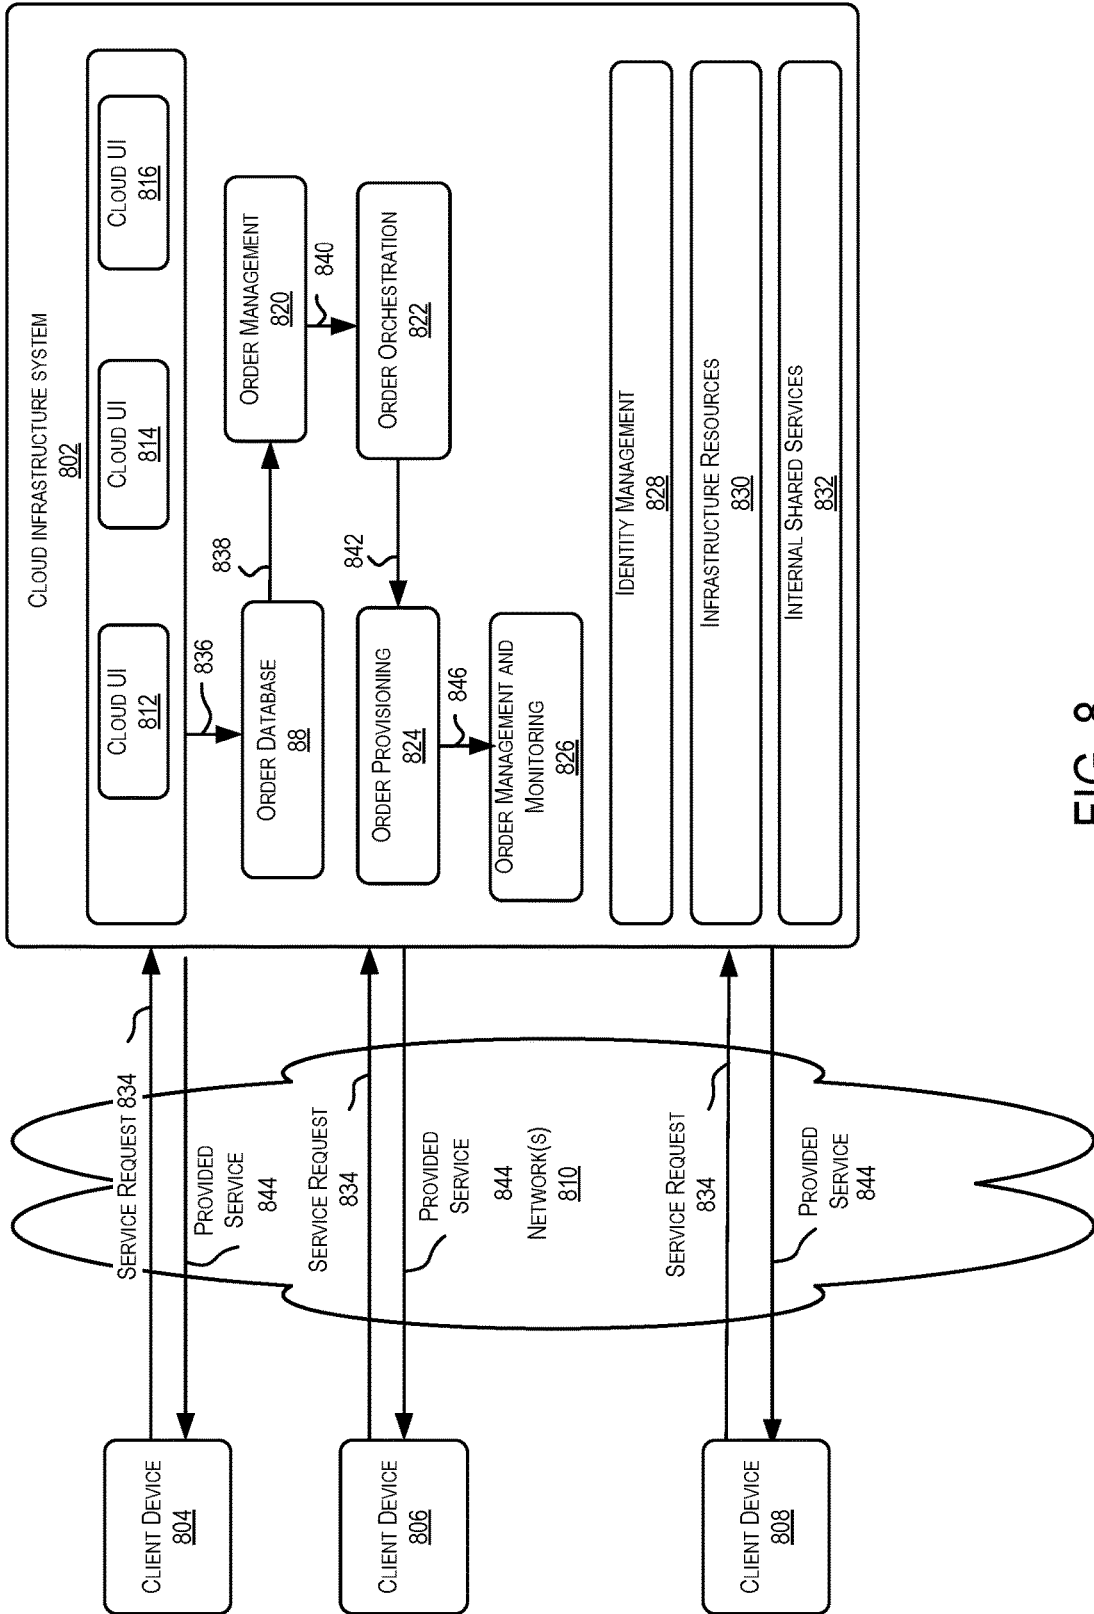 CLOUD INFRASTRUCTURE SYSTEM
802
CLOUD UI
812
CLOUD UI
814
CLOUD UI
816
836
ORDER DATABASE
88
838
ORDER MANAGEMENT
820
840
ORDER ORCHESTRATION
822
842
ORDER PROVISIONING
824
846
ORDER MANAGEMENT AND
MONITORING
826
IDENTITY MANAGEMENT
828
INFRASTRUCTURE RESOURCES
830
INTERNAL SHARED SERVICES
832
SERVICE REQUEST 834
PROVIDED
SERVICE
844
SERVICE REQUEST
834
PROVIDED
SERVICE
844
NETWORK(S)
810
SERVICE REQUEST
834
PROVIDED
SERVICE
844
CLIENT DEVICE
804
CLIENT DEVICE
806
CLIENT DEVICE
808
FIG. 8